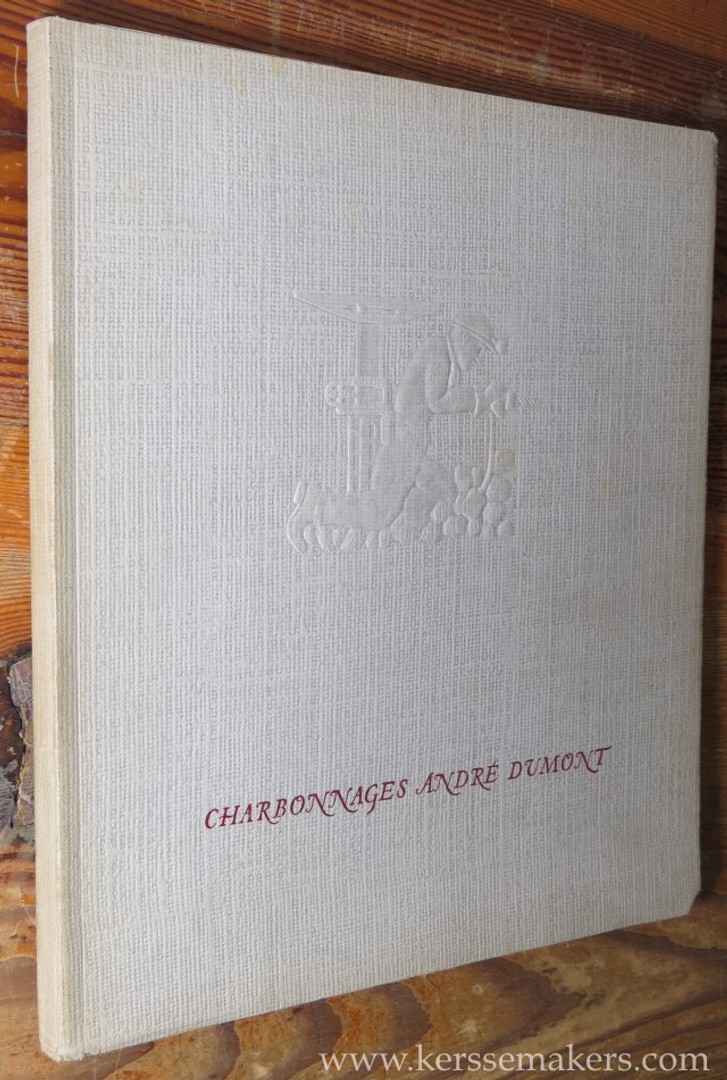 CHARBONNAGES ANDRÉ DUMONT
www.kerssemakers.com